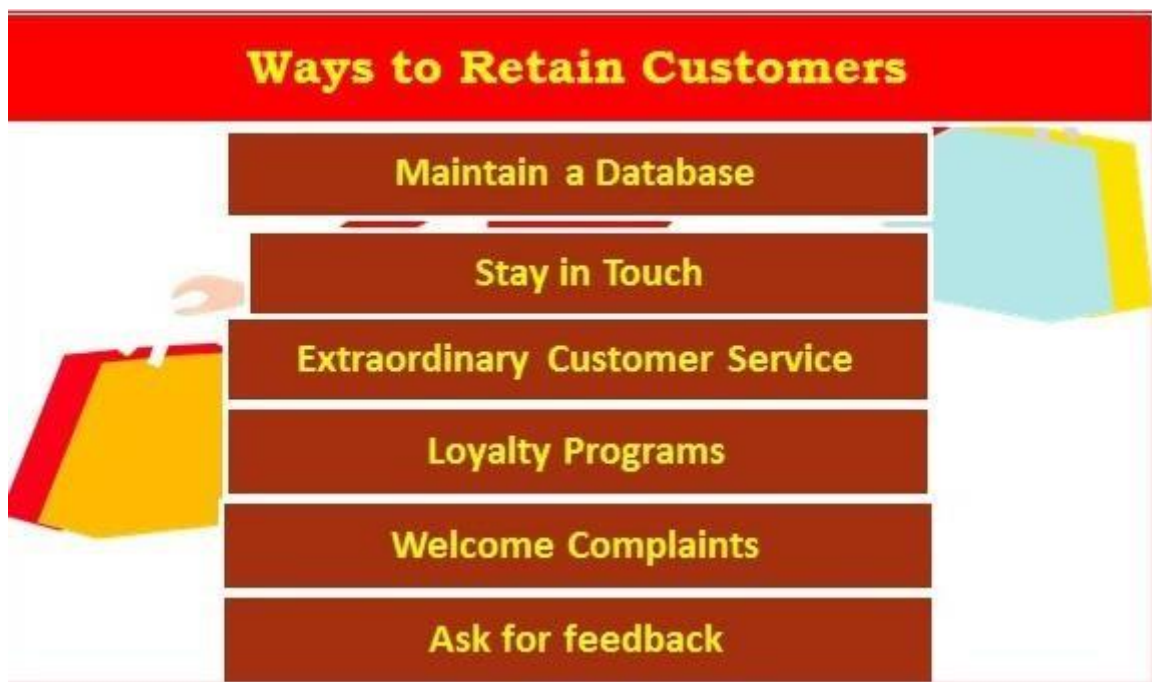 Ways to Retain Customers
Maintain a Database
Stay in Touch
Extraordinary Customer Service
Loyalty Programs
Welcome Complaints
Ask for feedback